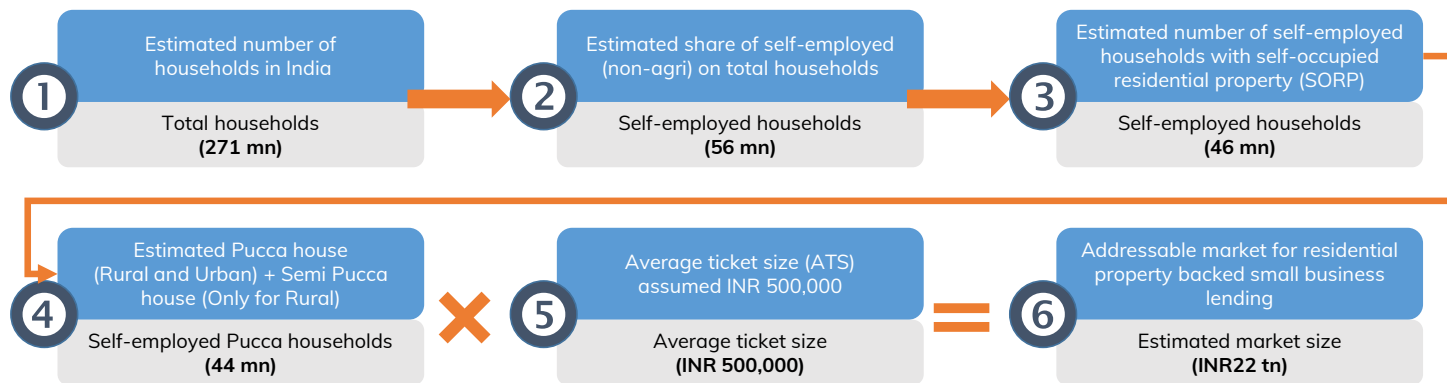 1
Estimated number of
households in India
Total households
(271 mn)
2
Estimated share of self-employed
(non-agri) on total households
Self-employed households
(56 mn)
3
Estimated number of self-employed
households with self-occupied
residential property (SORP)
Self-employed households
(46 mn)
4
Estimated Pucca house
(Rural and Urban) + Semi Pucca
house (Only for Rural)
Self-employed Pucca households
(44 mn)
×
5
Average ticket size (ATS)
assumed INR 500,000
Average ticket size
(INR 500,000)
=
6
Addressable market for residential
property backed small business
lending
Estimated market size
(INR22 tn)